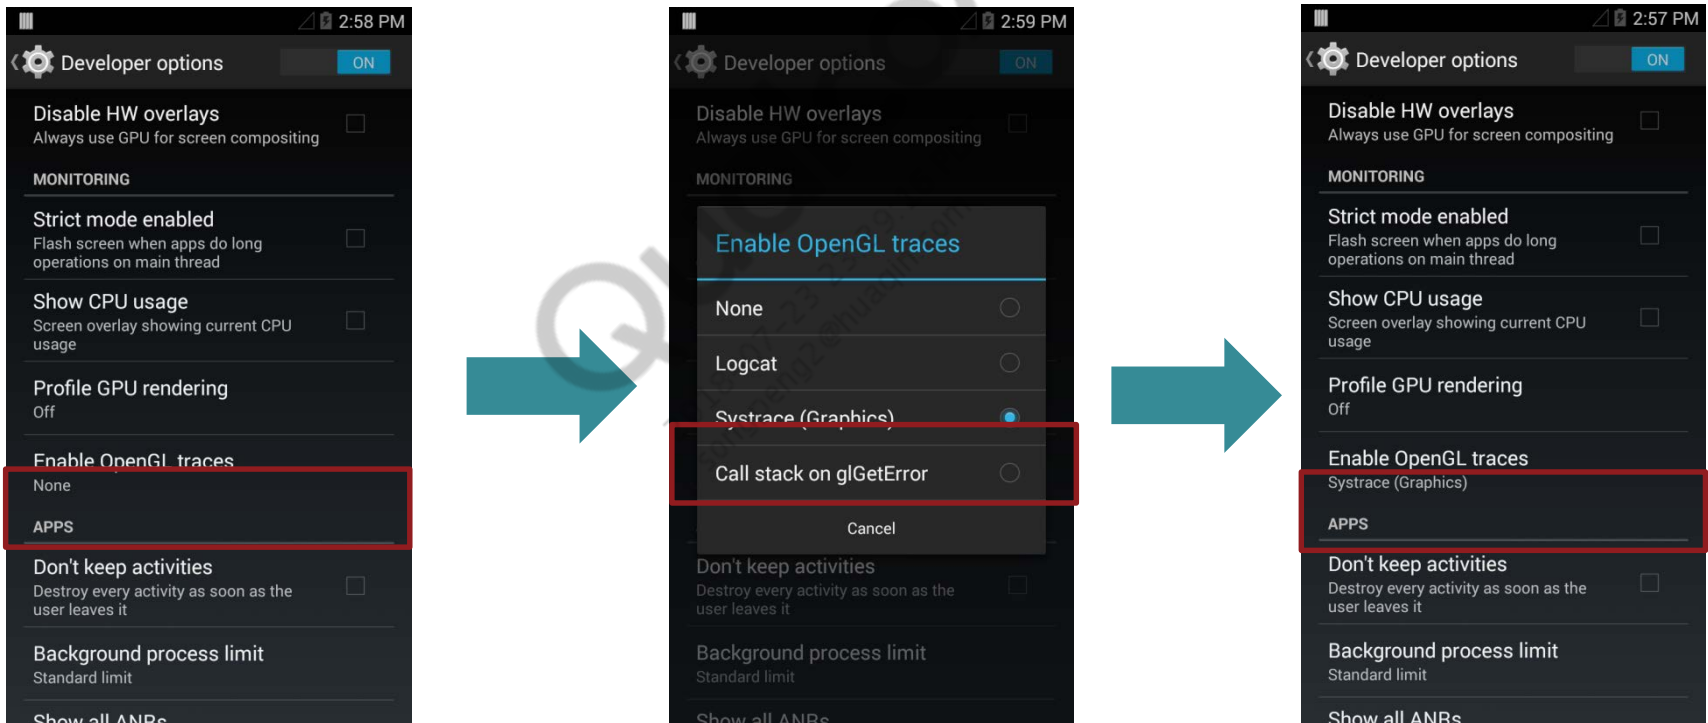 2:58 PM
Developer options
ON
Disable HW overlays
Always use GPU for screen compositing
MONITORING
Strict mode enabled
Flash screen when apps do long
operations on main thread
Show CPU usage
Screen overlay showing current CPU
usage
Profile GPU rendering
Off
Enable OpenGL traces
None
APPS
Don't keep activities
Destroy every activity as soon as the
user leaves it
Background process limit
Standard limit
Show all ANRs
2:59 PM
Developer options
ON
Disable HW overlays
Always use GPU for screen compositing
MONITORING
Enable OpenGL traces
None
Logcat
Systrace (Graphics)
Call stack on glGetError
Cancel
Don't keep activities
Destroy every activity as soon as the
user leaves it
Background process limit
Standard limit
Show all ANRs
2:57 PM
Developer options
ON
Disable HW overlays
Always use GPU for screen compositing
MONITORING
Strict mode enabled
Flash screen when apps do long
operations on main thread
Show CPU usage
Screen overlay showing current CPU
usage
Profile GPU rendering
Off
Enable OpenGL traces
Systrace (Graphics)
APPS
Don't keep activities
Destroy every activity as soon as the
user leaves it
Background process limit
Standard limit
Show all ANRs